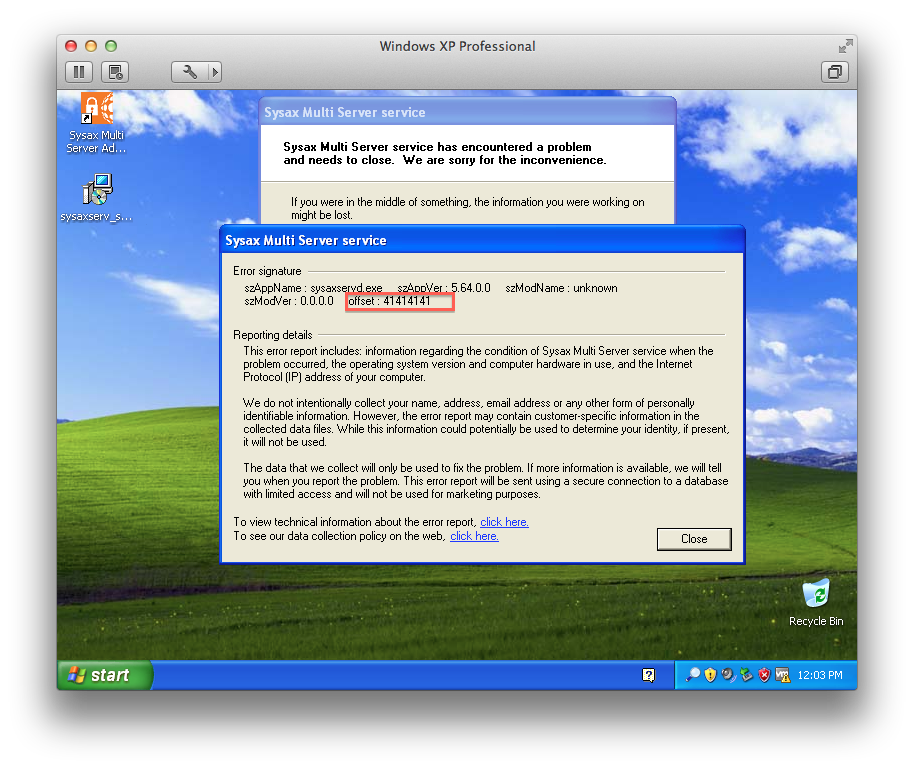 Windows XP Professional
Sysax Multi
Server Ad...
sysaxserv_s...
Sysax Multi Server service
Sysax Multi Server service has encountered a problem
and needs to close. We are sorry for the inconvenience.
If you were in the middle of something, the information you were working on
might be lost.
Sysax Multi Server service
Error signature
szAppName : sysaxservd.exe szAppVer : 5.64.0.0 szModName : unknown
szModVer : 0.0.0.0 offset : 41414141
Reporting details
This error report includes: information regarding the condition of Sysax Multi Server service when the
problem occurred, the operating system version and computer hardware in use, and the Internet
Protocol (IP) address of your computer.
We do not intentionally collect your name, address, email address or any other form of personally
identifiable information. However, the error report may contain customer-specific information in the
collected data files. While this information could potentially be used to determine your identity, if present,
it will not be used.
The data that we collect will only be used to fix the problem. If more information is available, we will tell
you when you report the problem. This error report will be sent using a secure connection to a database
with limited access and will not be used for marketing purposes.
To view technical information about the error report, click here.
To see our data collection policy on the web, click here.
Close
Recycle Bin
start
12:03 PM